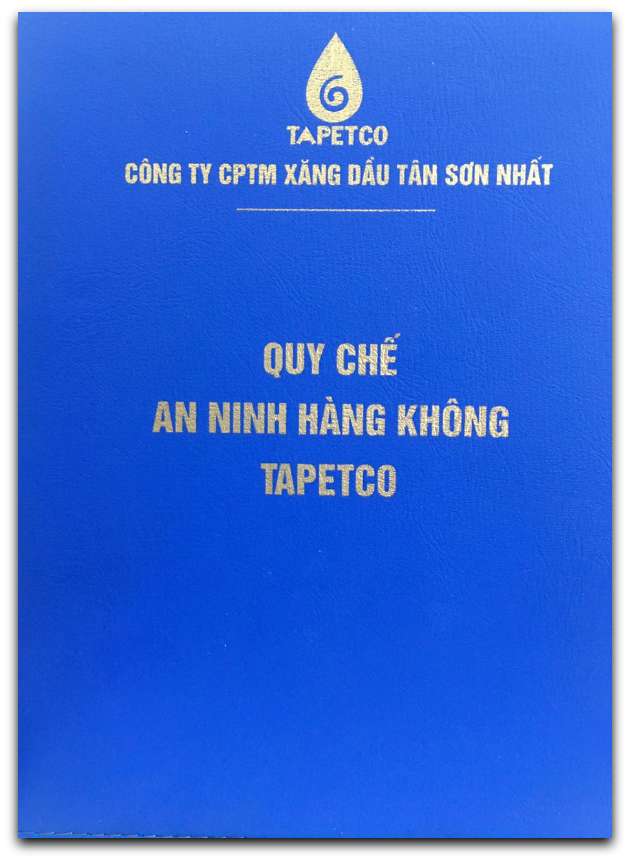 TAPETCO
CÔNG TY CPTM XĂNG DẦU TÂN SƠN NHẤT
QUY CHẾ
AN NINH HÀNG KHÔNG
TAPETCO